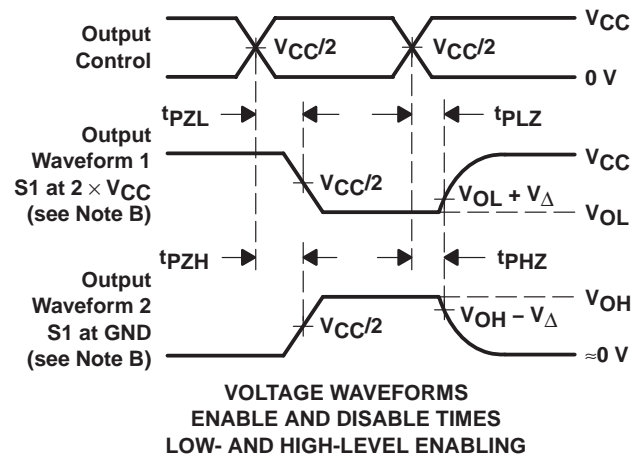 Output
Control
VCC/2
VCC/2
VCC
0 V
tPZL
tPLZ
Output
Waveform 1
S1 at 2 × VCC
(see Note B)
VCC/2
VCC
VOL + VΔ
VOL
tPZH
tPHZ
Output
Waveform 2
S1 at GND
(see Note B)
VCC/2
VOH
VOH − VΔ
≈0 V
VOLTAGE WAVEFORMS
ENABLE AND DISABLE TIMES
LOW- AND HIGH-LEVEL ENABLING